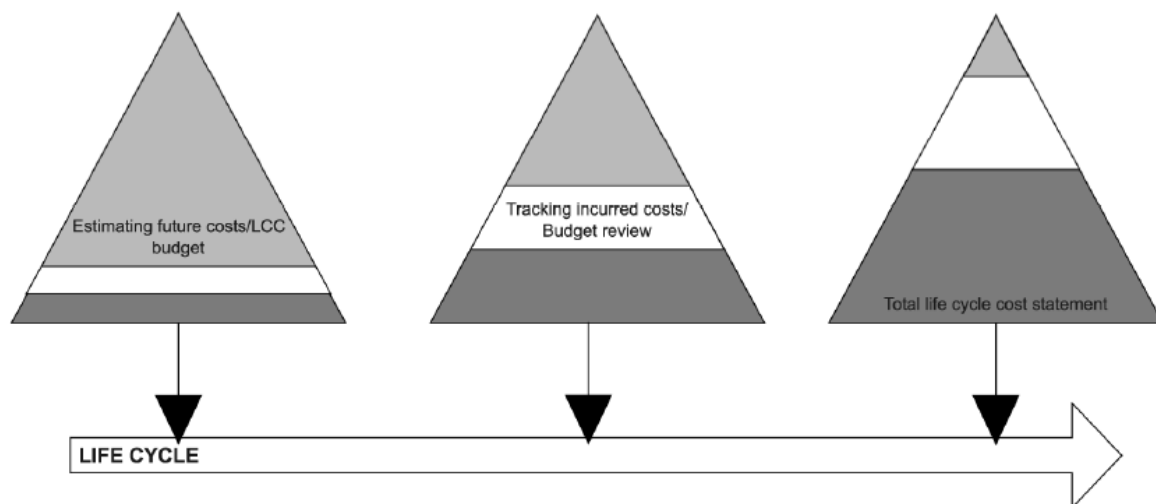 Estimating future costs/LCC
budget
Tracking incurred costs/
Budget review
Total life cycle cost statement
LIFE CYCLE